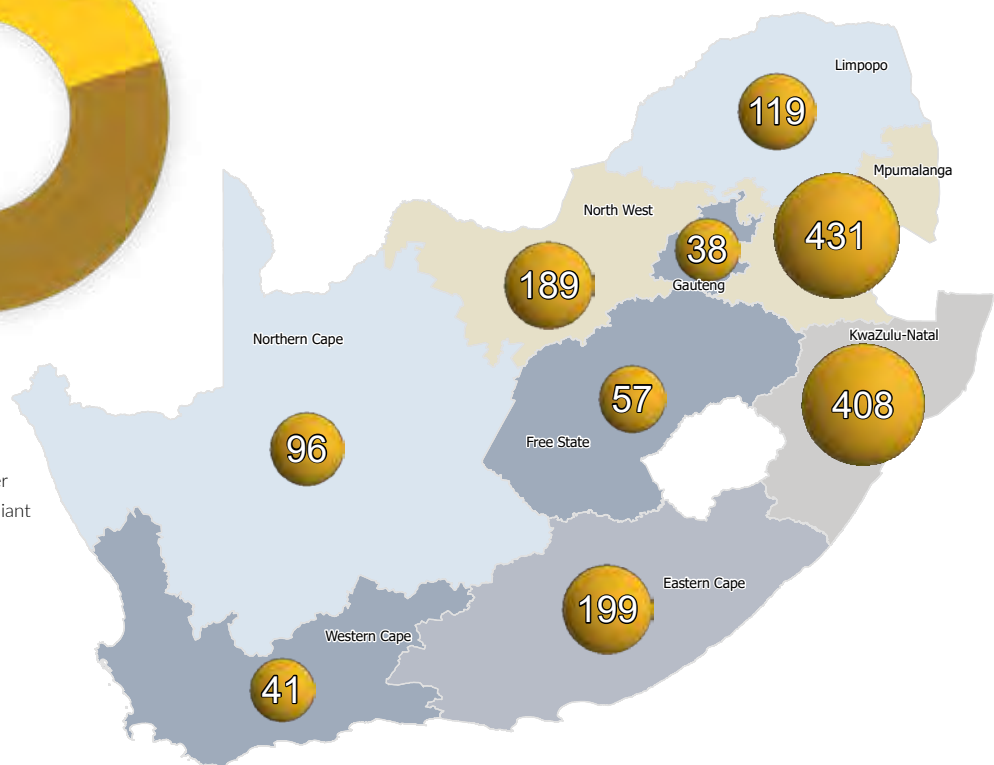 Limpopo
119
Mpumalanga
North West
431
38
189
Gauteng
Northern Cape
KwaZulu-Natal
57
408
Free State
96
iant
Eastern Cape
199
Western Cape
41